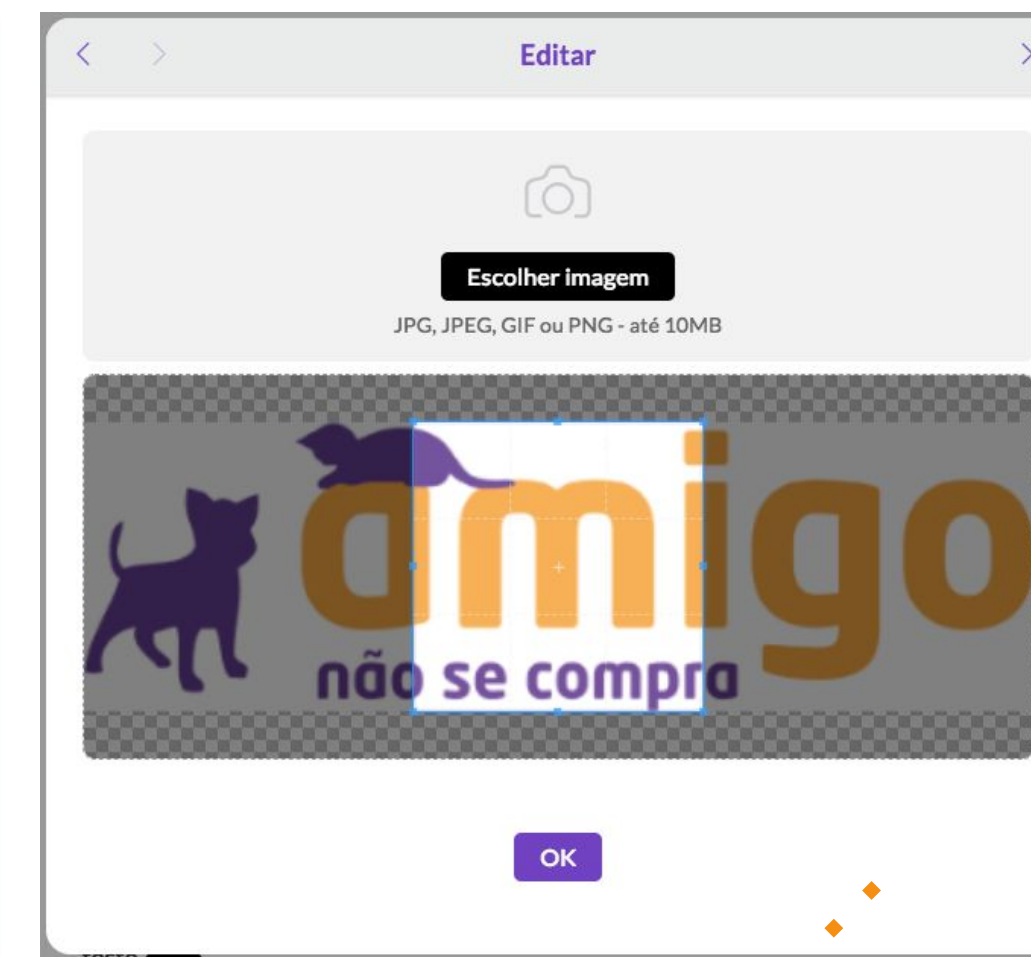 Editar
Escolher imagem
JPG, JPEG, GIF ou PNG - até 10MB
amigo
não se compra
OK